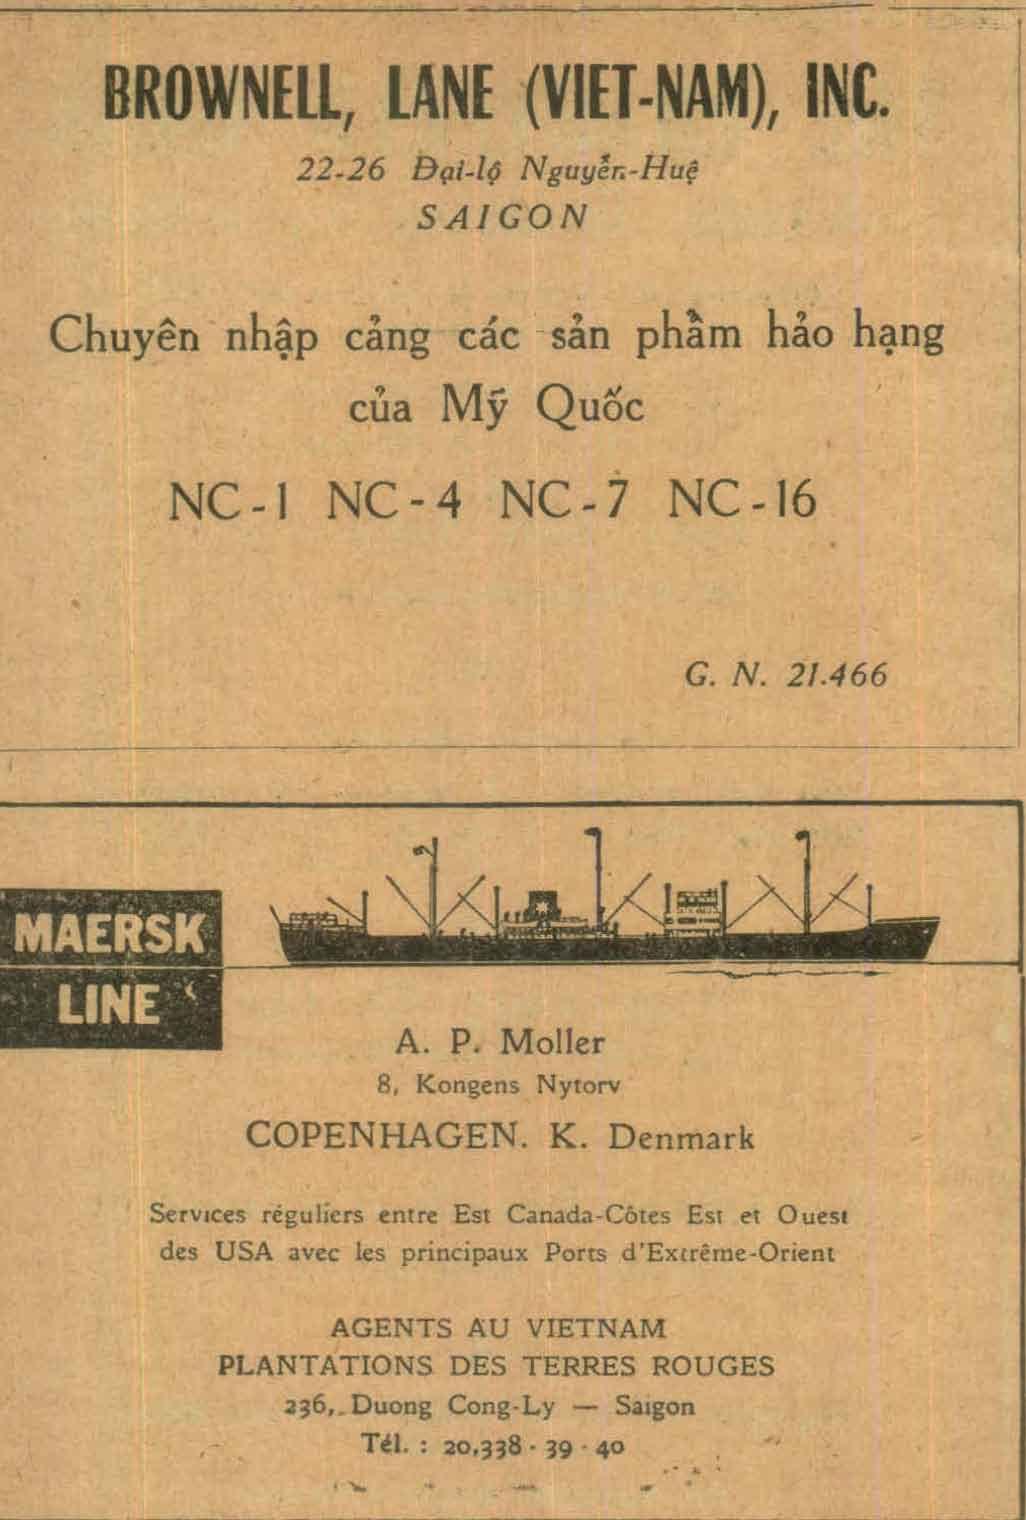 BROWNELL, LANE (VIET-NAM), INC.
22-26 Đại-lộ Nguyễn-Huệ
SAIGON
Chuyên nhập cảng các sản phẩm hảo hạng
của Mỹ Quốc
NC-1 NC-4 NC-7 NC-16
G. N. 21.466
MAERSK
LINE
A. P. Moller
8, Kongens Nytorv
COPENHAGEN. K. Denmark
Services réguliers entre Est Canada-Côtes Est et Ouest
des USA avec les principaux Ports d'Extrême-Orient
AGENTS AU VIETNAM
PLANTATIONS DES TERRES ROUGES
236, Duong Cong-Ly — Saigon
Tél. : 20,338 - 39 - 40